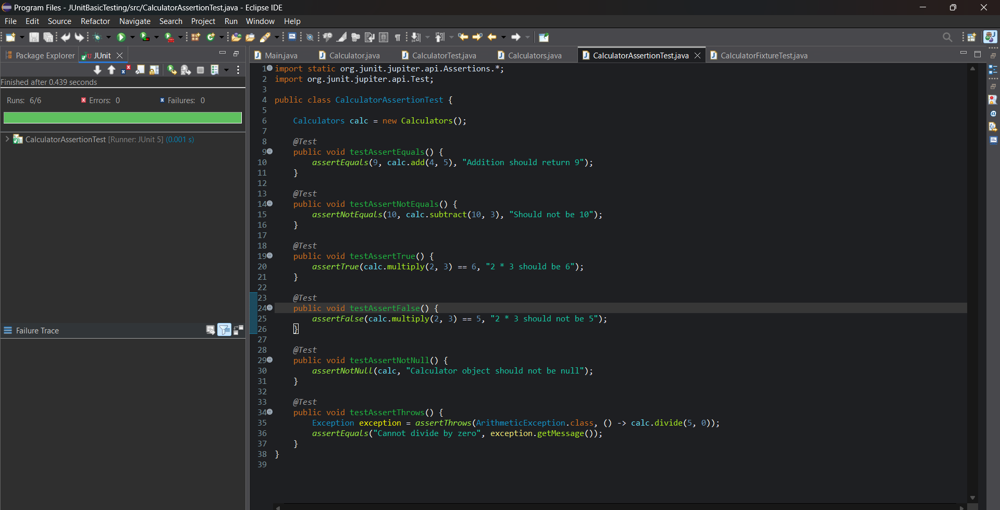 Program Files - JUnitBasicTesting/src/CalculatorAssertionTest.java - Eclipse IDE
File Edit Source Refactor Navigate Search Project Run Window Help
Package Explorer JUnit
Finished after 0.439 seconds
Runs: 6/6 Errors: 0 Failures: 0
CalculatorAssertionTest [Runner: JUnit 5] (0.001 s)
Failure Trace
Main.java Calculator.java CalculatorTest.java Calculators.java CalculatorAssertionTest.java CalculatorFixtureTest.java
1 import static org.junit.jupiter.api.Assertions.*;
2 import org.junit.jupiter.api.Test;
3
4 public class CalculatorAssertionTest {
5
6 Calculators calc = new Calculators();
7
8 @Test
9 public void testAssertEquals() {
10 assertEquals(9, calc.add(4, 5), "Addition should return 9");
11 }
12
13 @Test
14 public void testAssertNotEquals() {
15 assertNotEquals(10, calc.subtract(10, 3), "Should not be 10");
16 }
17
18 @Test
19 public void testAssertTrue() {
20 assertTrue(calc.multiply(2, 3) == 6, "2 * 3 should be 6");
21 }
22
23 @Test
24 public void testAssertFalse() {
25 assertFalse(calc.multiply(2, 3) == 5, "2 * 3 should not be 5");
26 }
27
28 @Test
29 public void testAssertNotNull() {
30 assertNotNull(calc, "Calculator object should not be null");
31 }
32
33 @Test
34 public void testAssertThrows() {
35 Exception exception = assertThrows(ArithmeticException.class, () -> calc.divide(5, 0));
36 assertEquals("Cannot divide by zero", exception.getMessage());
37 }
38 }
39